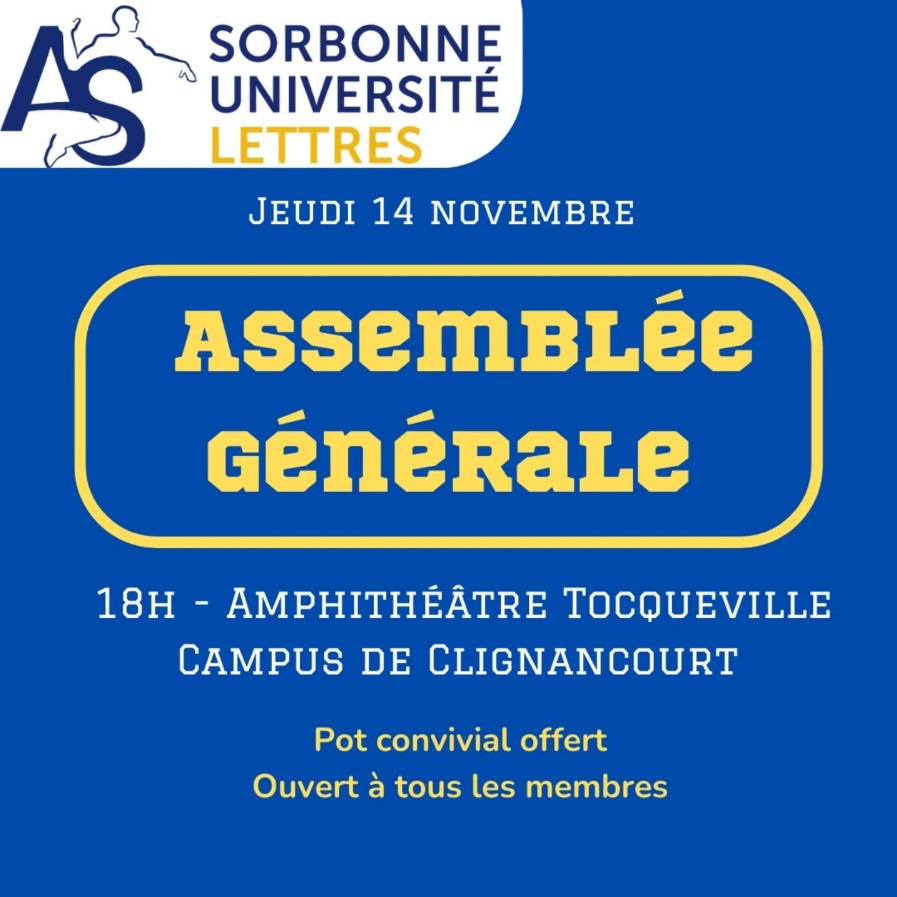 AS
SORBONNE
UNIVERSITÉ
LETTRES
Jeudi 14 novembre
Assemblée
Générale
18h - Amphithéâtre Tocqueville
Campus de Clignancourt
Pot convivial offert
Ouvert à tous les membres